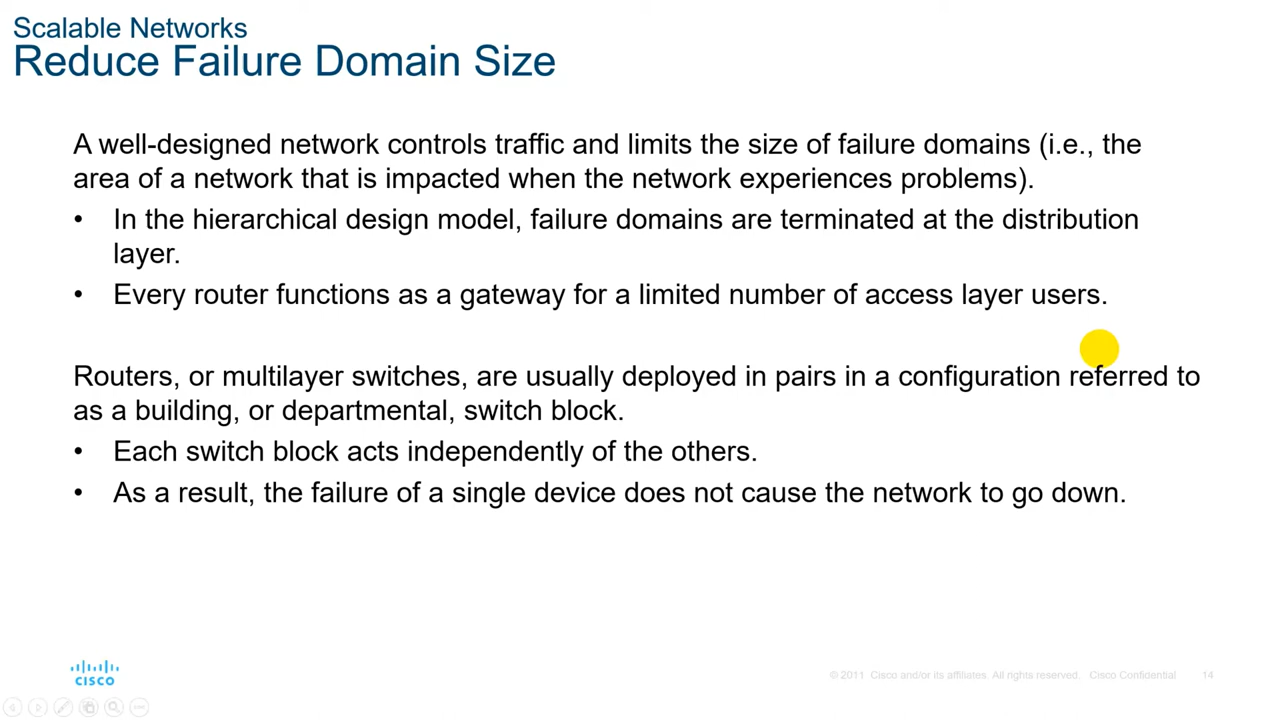 Scalable Networks
Reduce Failure Domain Size
A well-designed network controls traffic and limits the size of failure domains (i.e., the
area of a network that is impacted when the network experiences problems).
• In the hierarchical design model, failure domains are terminated at the distribution
layer.
• Every router functions as a gateway for a limited number of access layer users.
Routers, or multilayer switches, are usually deployed in pairs in a configuration referred to
as a building, or departmental, switch block.
• Each switch block acts independently of the others.
• As a result, the failure of a single device does not cause the network to go down.
CISCO
© 2011 Cisco and/or its affiliates. All rights reserved. Cisco Confidential 14